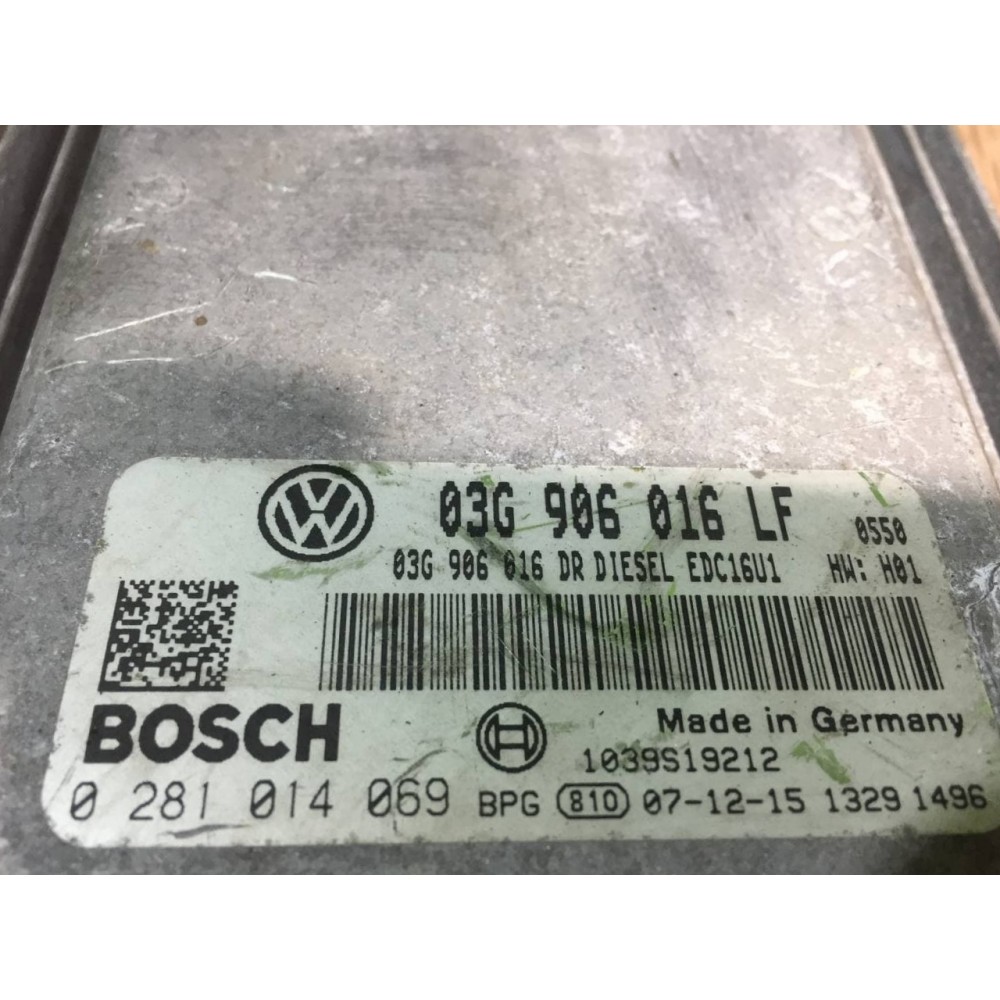 03G 906 016 LF 0550
03G 906 016 DR DIESEL EDC16U1 HW: H01
BOSCH Made in Germany
1039S19212
0 281 014 069 BPG 810 07-12-15 1329 1496